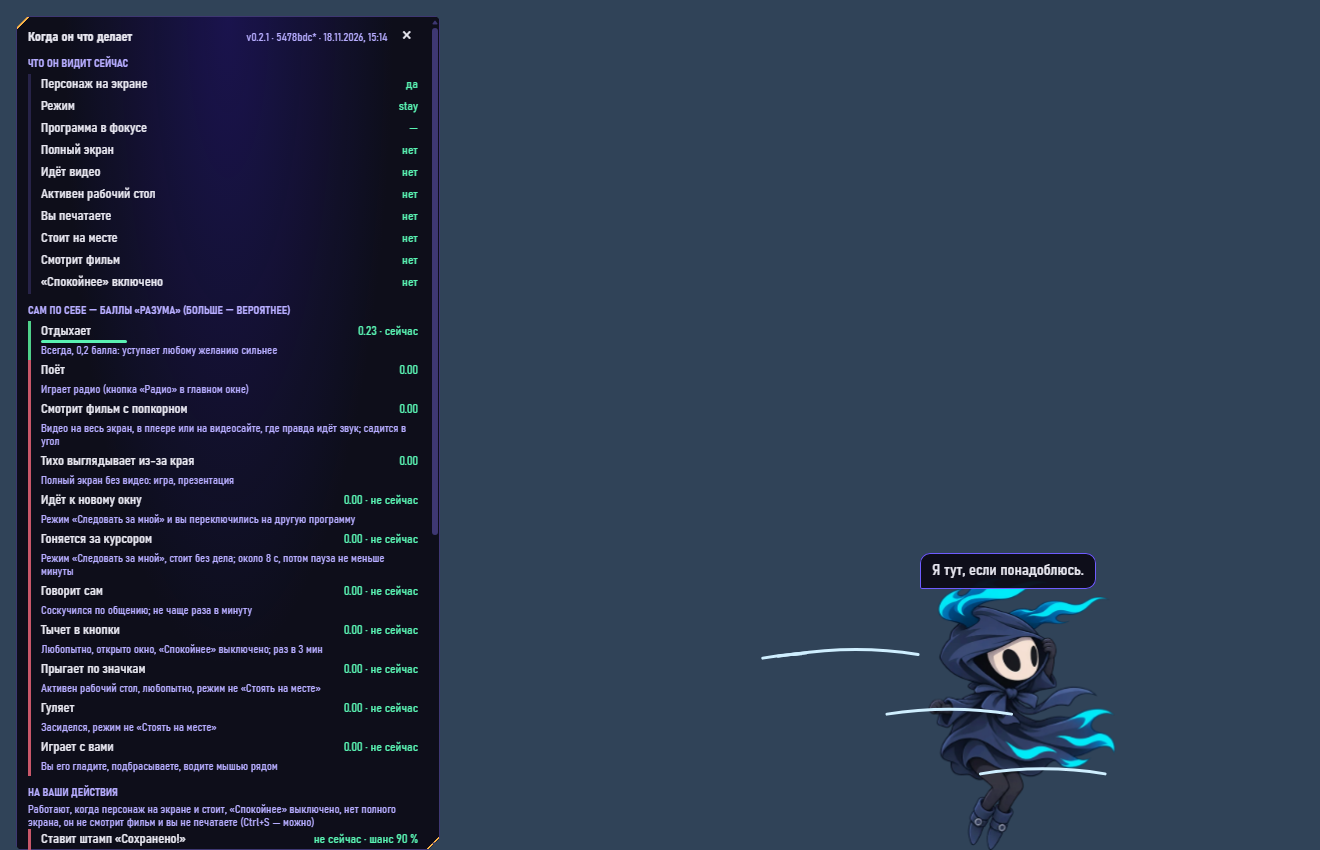 Когда он что делает
v0.2.1 · 5478bdc* · 18.11.2026, 15:14 ×
ЧТО ОН ВИДИТ СЕЙЧАС
Персонаж на экране да
Режим stay
Программа в фокусе —
Полный экран нет
Идёт видео нет
Активен рабочий стол нет
Вы печатаете нет
Стоит на месте нет
Смотрит фильм нет
«Спокойнее» включено нет
САМ ПО СЕБЕ — БАЛЛЫ «РАЗУМА» (БОЛЬШЕ — ВЕРОЯТНЕЕ)
Отдыхает 0.23 · сейчас
Всегда, 0,2 балла: уступает любому желанию сильнее
Поёт 0.00
Играет радио (кнопка «Радио» в главном окне)
Смотрит фильм с попкорном 0.00
Видео на весь экран, в плеере или на видеосайте, где правда идёт звук; садится в
угол
Тихо выглядывает из-за края 0.00
Полный экран без видео: игра, презентация
Идёт к новому окну 0.00 · не сейчас
Режим «Следовать за мной» и вы переключились на другую программу
Гоняется за курсором 0.00 · не сейчас
Режим «Следовать за мной», стоит без дела; около 8 с, потом пауза не меньше
минуты
Говорит сам 0.00 · не сейчас
Соскучился по общению; не чаще раза в минуту
Тычет в кнопки 0.00 · не сейчас
Любопытно, открыто окно, «Спокойнее» выключено; раз в 3 мин
Прыгает по значкам 0.00 · не сейчас
Активен рабочий стол, любопытно, режим не «Стоять на месте»
Гуляет 0.00 · не сейчас
Засиделся, режим не «Стоять на месте»
Играет с вами 0.00 · не сейчас
Вы его гладите, подбрасываете, водите мышью рядом
НА ВАШИ ДЕЙСТВИЯ
Работают, когда персонаж на экране и стоит, «Спокойнее» выключено, нет полного
экрана, он не смотрит фильм и вы не печатаете (Ctrl+S — можно)
Ставит штамп «Сохранено!» не сейчас · шанс 90 %
Я тут, если понадоблюсь.